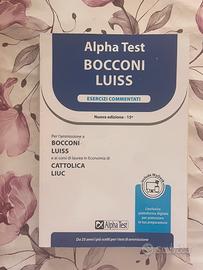 Alpha Test
BOCCONI
LUISS
ESERCIZI COMMENTATI
Nuova edizione - 15ª
Per l'ammissione a
BOCCONI
LUISS
e ai corsi di laurea in Economia di
CATTOLICA
LIUC
Alpha Test
Da 25 anni i più scelti per i test di ammissione